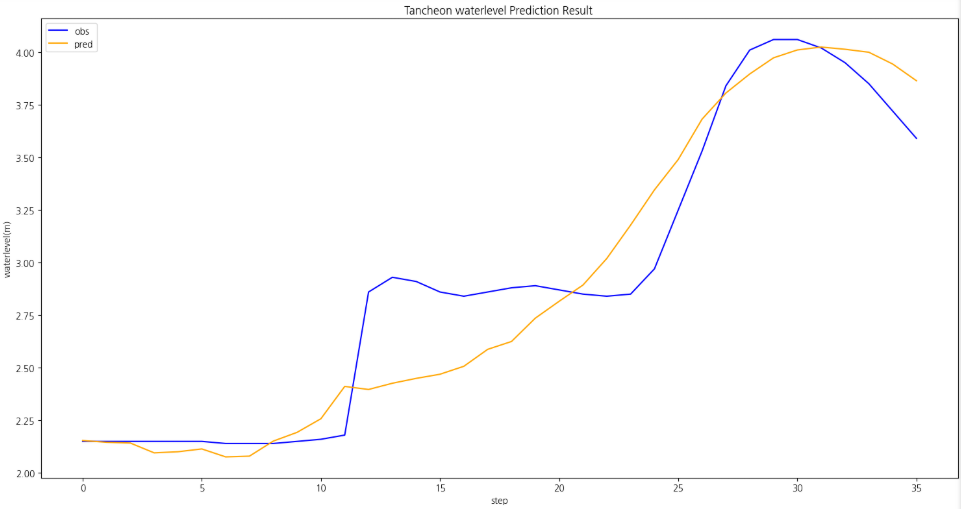 Tancheon waterlevel Prediction Result
obs
pred
4.00
3.75
3.50
3.25
3.00
2.75
2.50
2.25
2.00
waterlevel(m)
0 5 10 15 20 25 30 35
step